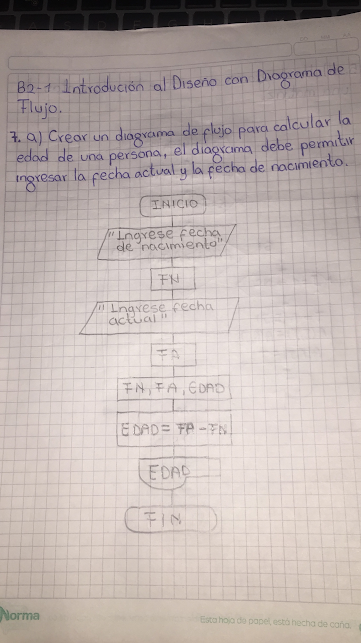 B2-1 Introducción al Diseño con Diagrama de
Flujo.
7. a) Crear un diagrama de flujo para calcular la
edad de una persona, el diagrama debe permitir
ingresar la fecha actual y la fecha de nacimiento.
INICIO
"Ingrese fecha
de nacimiento"
FN
"Ingrese fecha
actual"
FA
FN, FA, EDAD
EDAD = FA - FN
EDAD
FIN
Norma
Esta hoja de papel, está hecha de caña